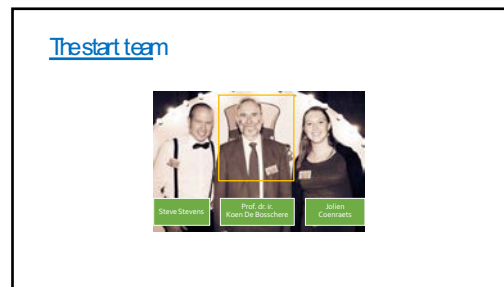 The start team
Steve Stevens
Prof. dr. ir.
Koen De Bosschere
Jolien
Coenraets